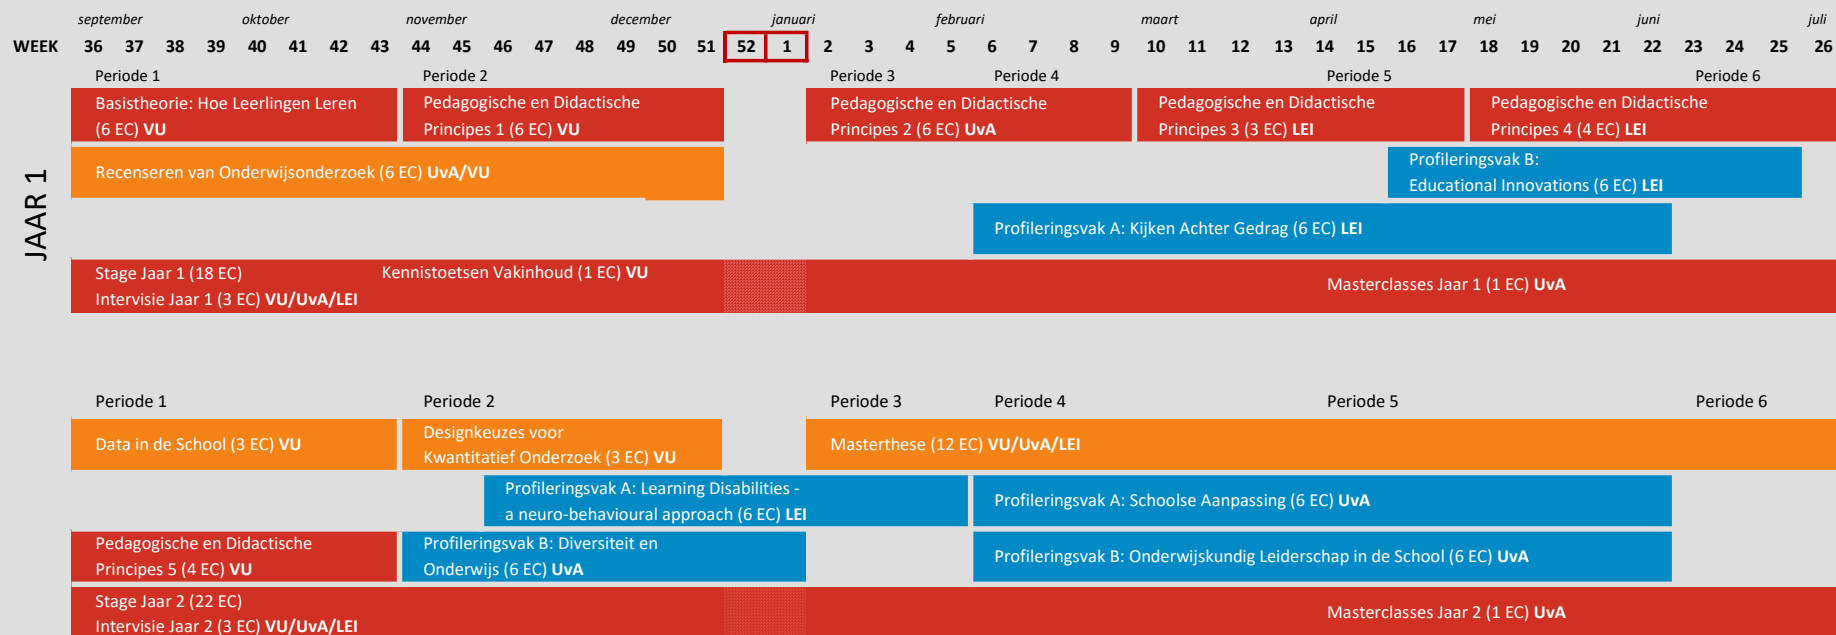 september oktober november december januari februari maart april mei juni juli
WEEK 36 37 38 39 40 41 42 43 44 45 46 47 48 49 50 51 52 1 2 3 4 5 6 7 8 9 10 11 12 13 14 15 16 17 18 19 20 21 22 23 24 25 26
Periode 1 Periode 2 Periode 3 Periode 4 Periode 5 Periode 6
JAAR 1
Basistheorie: Hoe Leerlingen Leren
(6 EC) VU
Pedagogische en Didactische
Principes 1 (6 EC) VU
Pedagogische en Didactische
Principes 2 (6 EC) UvA
Pedagogische en Didactische
Principes 3 (3 EC) LEI
Pedagogische en Didactische
Principes 4 (4 EC) LEI
Recenseren van Onderwijsonderzoek (6 EC) UvA/VU
Profileringsvak B:
Educational Innovations (6 EC) LEI
Profileringsvak A: Kijken Achter Gedrag (6 EC) LEI
Stage Jaar 1 (18 EC)
Intervisie Jaar 1 (3 EC) VU/UvA/LEI
Kennistoetsen Vakinhoud (1 EC) VU
Masterclasses Jaar 1 (1 EC) UvA
Periode 1 Periode 2 Periode 3 Periode 4 Periode 5 Periode 6
Data in de School (3 EC) VU
Designkeuzes voor
Kwantitatief Onderzoek (3 EC) VU
Masterthese (12 EC) VU/UvA/LEI
Profileringsvak A: Learning Disabilities -
a neuro-behavioural approach (6 EC) LEI
Profileringsvak A: Schoolse Aanpassing (6 EC) UvA
Pedagogische en Didactische
Principes 5 (4 EC) VU
Profileringsvak B: Diversiteit en
Onderwijs (6 EC) UvA
Profileringsvak B: Onderwijskundig Leiderschap in de School (6 EC) UvA
Stage Jaar 2 (22 EC)
Intervisie Jaar 2 (3 EC) VU/UvA/LEI
Masterclasses Jaar 2 (1 EC) UvA